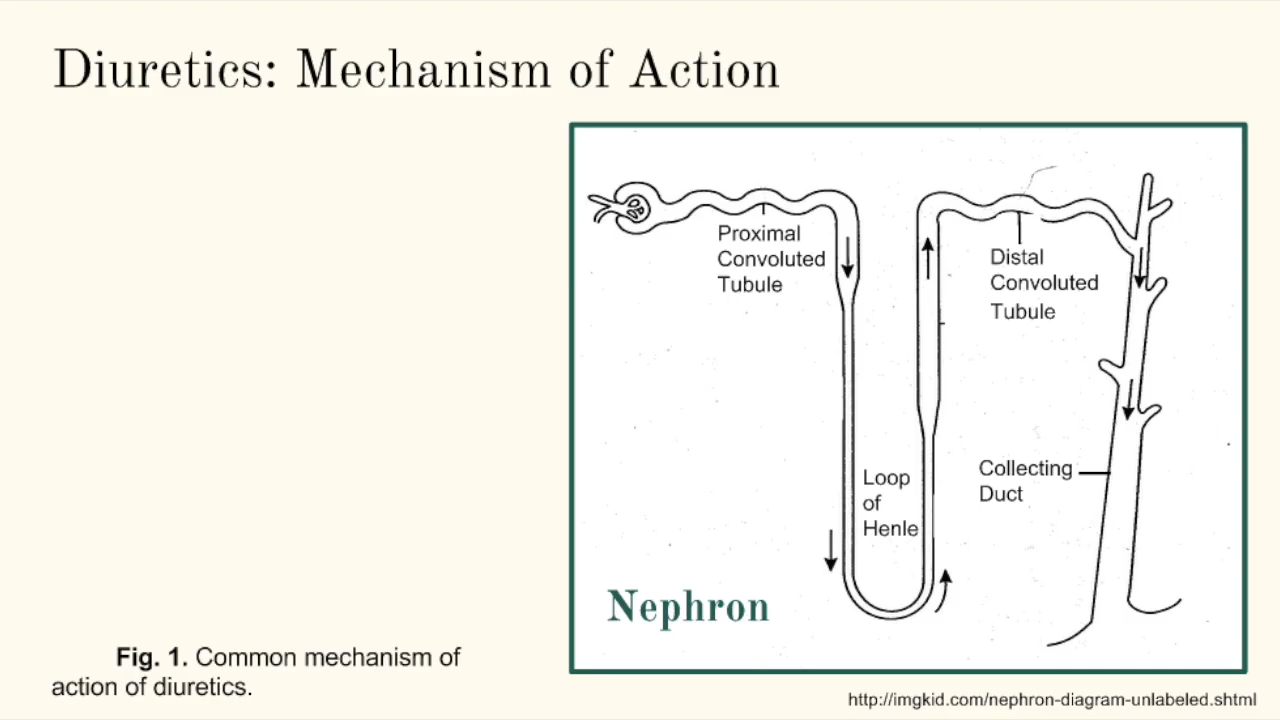 Diuretics: Mechanism of Action
Proximal
Convoluted
Tubule
Distal
Convoluted
Tubule
Loop
of
Henle
Collecting
Duct
Nephron
Fig. 1. Common mechanism of
action of diuretics.
http://imgkid.com/nephron-diagram-unlabeled.shtml